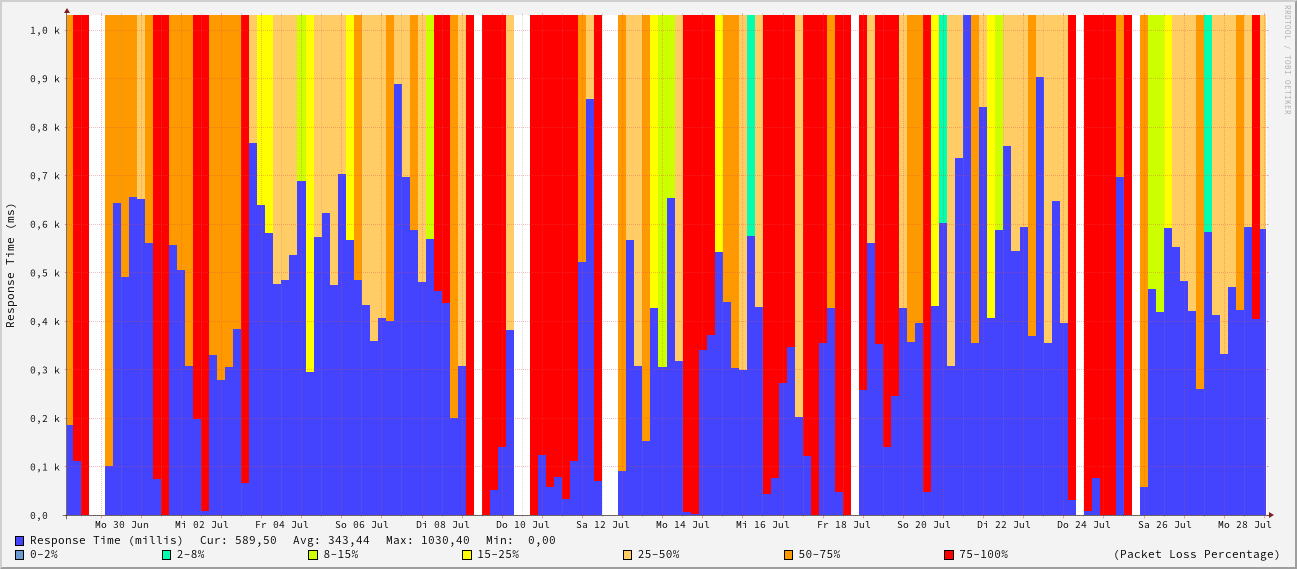 RRDTOOL / TOBI OETIKER
Response Time (ms)
1,0 k
0,9 k
0,8 k
0,7 k
0,6 k
0,5 k
0,4 k
0,3 k
0,2 k
0,1 k
0,0
Mo 30 Jun Mi 02 Jul Fr 04 Jul So 06 Jul Di 08 Jul Do 10 Jul Sa 12 Jul Mo 14 Jul Mi 16 Jul Fr 18 Jul So 20 Jul Di 22 Jul Do 24 Jul Sa 26 Jul Mo 28 Jul
Response Time (millis) Cur: 589,50 Avg: 343,44 Max: 1030,40 Min: 0,00
0-2% 2-8% 8-15% 15-25% 25-50% 50-75% 75-100% (Packet Loss Percentage)